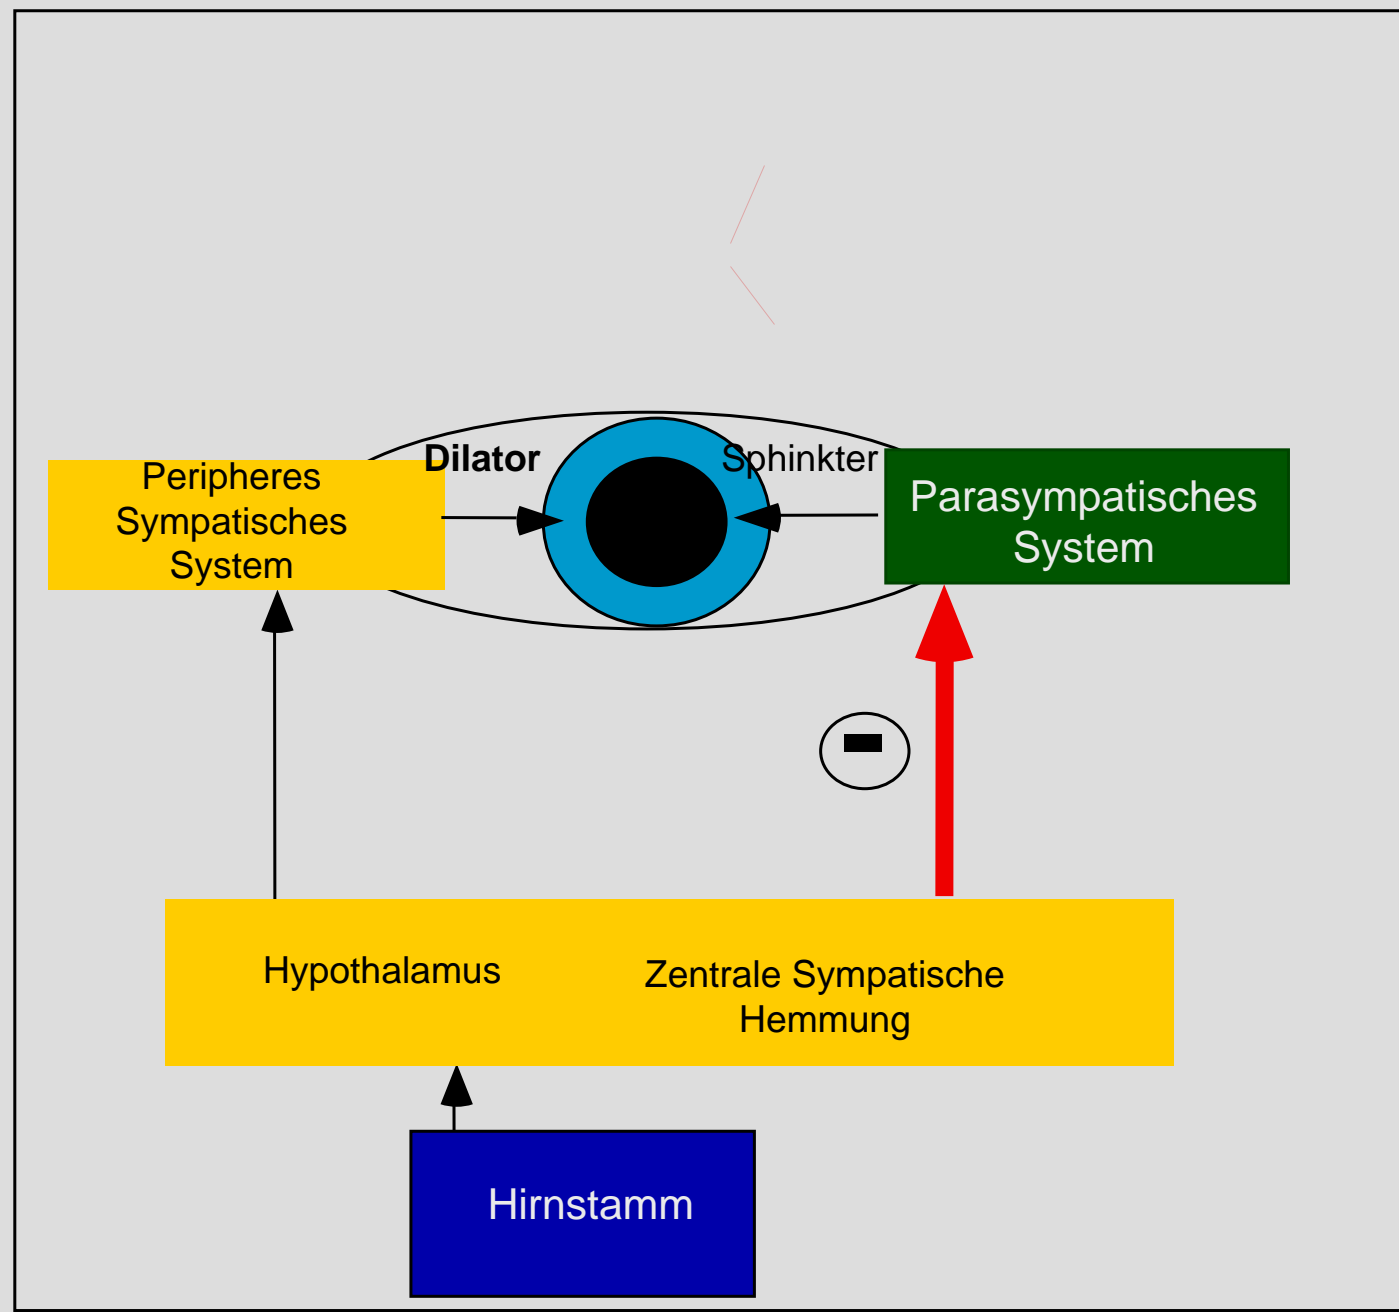 Dilator
Sphinkter
Peripheres
Sympatisches
System
Parasympatisches
System
Hypothalamus
Zentrale Sympatische
Hemmung
Hirnstamm